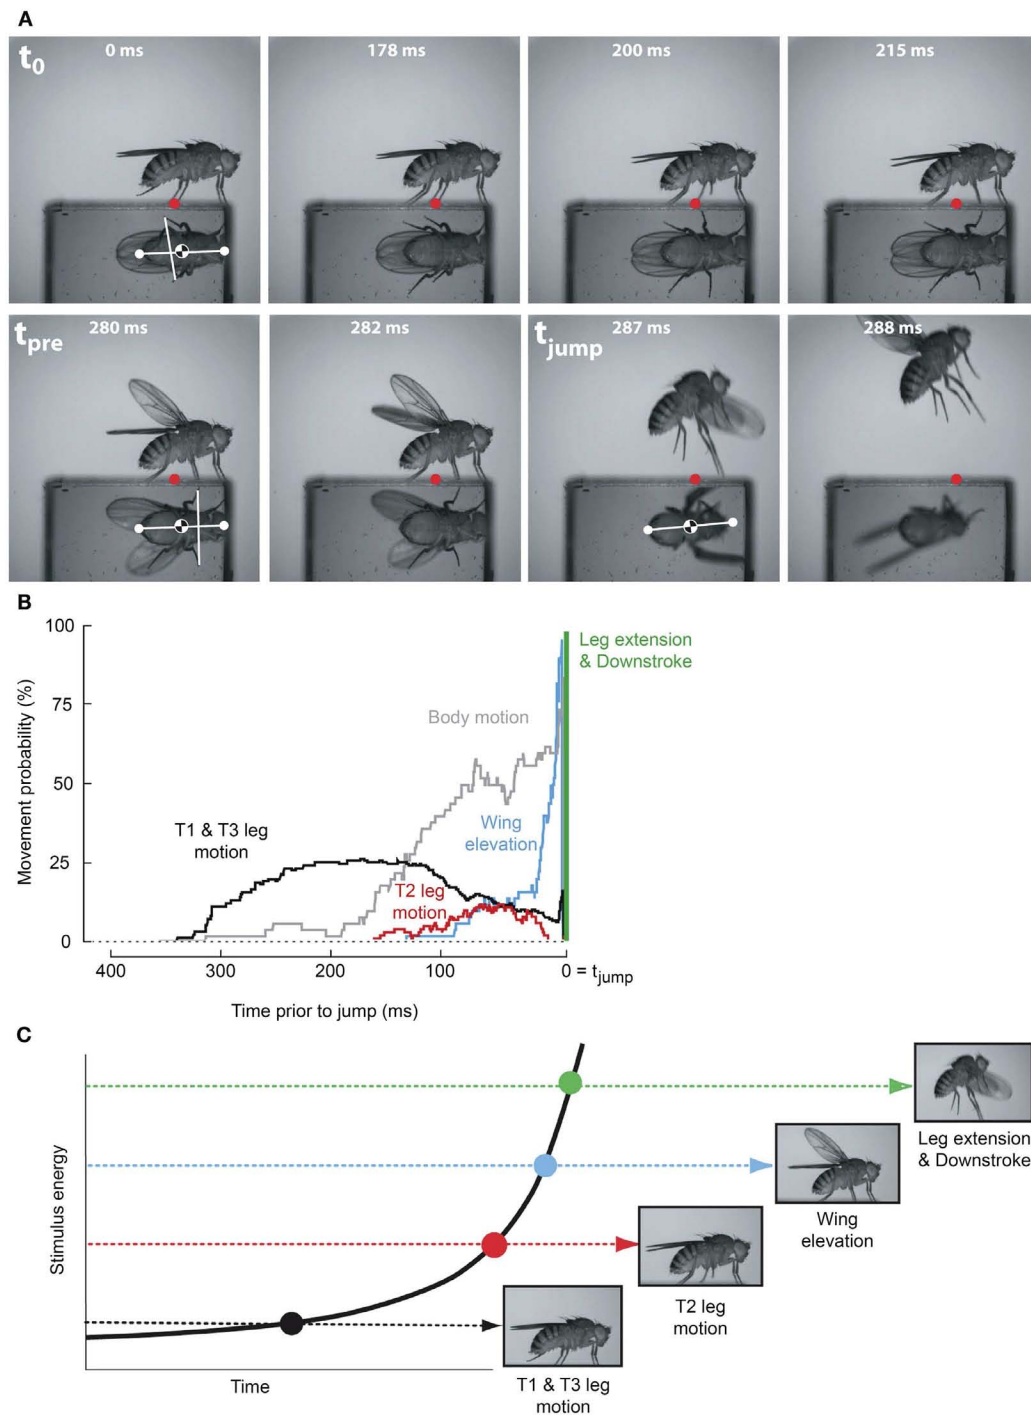 A
t0
0 ms
178 ms
200 ms
215 ms
tpre
280 ms
282 ms
tjump
287 ms
288 ms
B
100
75
50
25
0
Movement probability (%)
Leg extension
& Downstroke
Body motion
Wing
elevation
T1 & T3 leg
motion
T2 leg
motion
400
300
200
100
0 = tjump
Time prior to jump (ms)
C
Stimulus energy
Time
Leg extension
& Downstroke
Wing
elevation
T2 leg
motion
T1 & T3 leg
motion